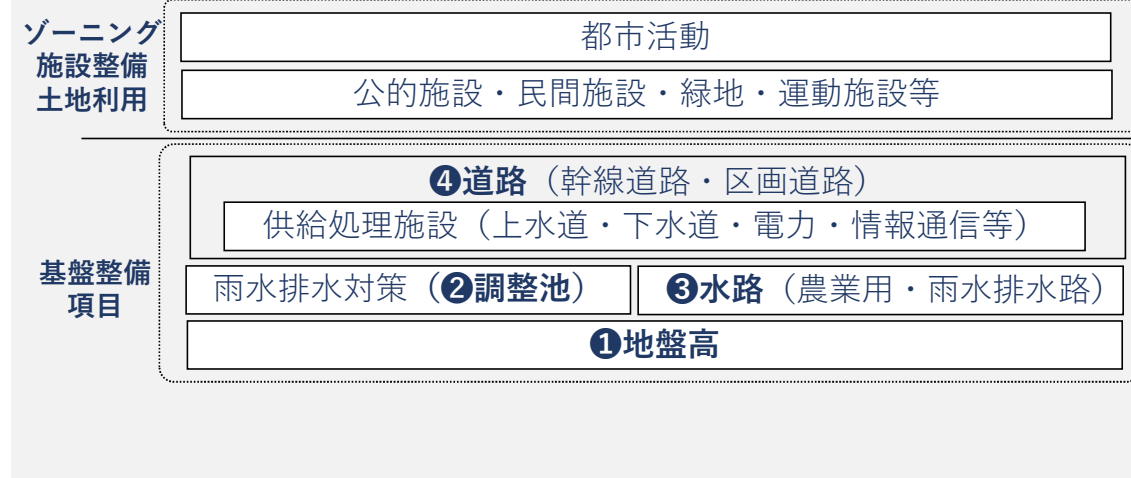 ゾーニング
施設整備
土地利用
都市活動
公的施設・民間施設・緑地・運動施設等
基盤整備
項目
❹道路（幹線道路・区画道路）
供給処理施設（上水道・下水道・電力・情報通信等）
雨水排水対策（❷調整池）
❸水路（農業用・雨水排水路）
❶地盤高